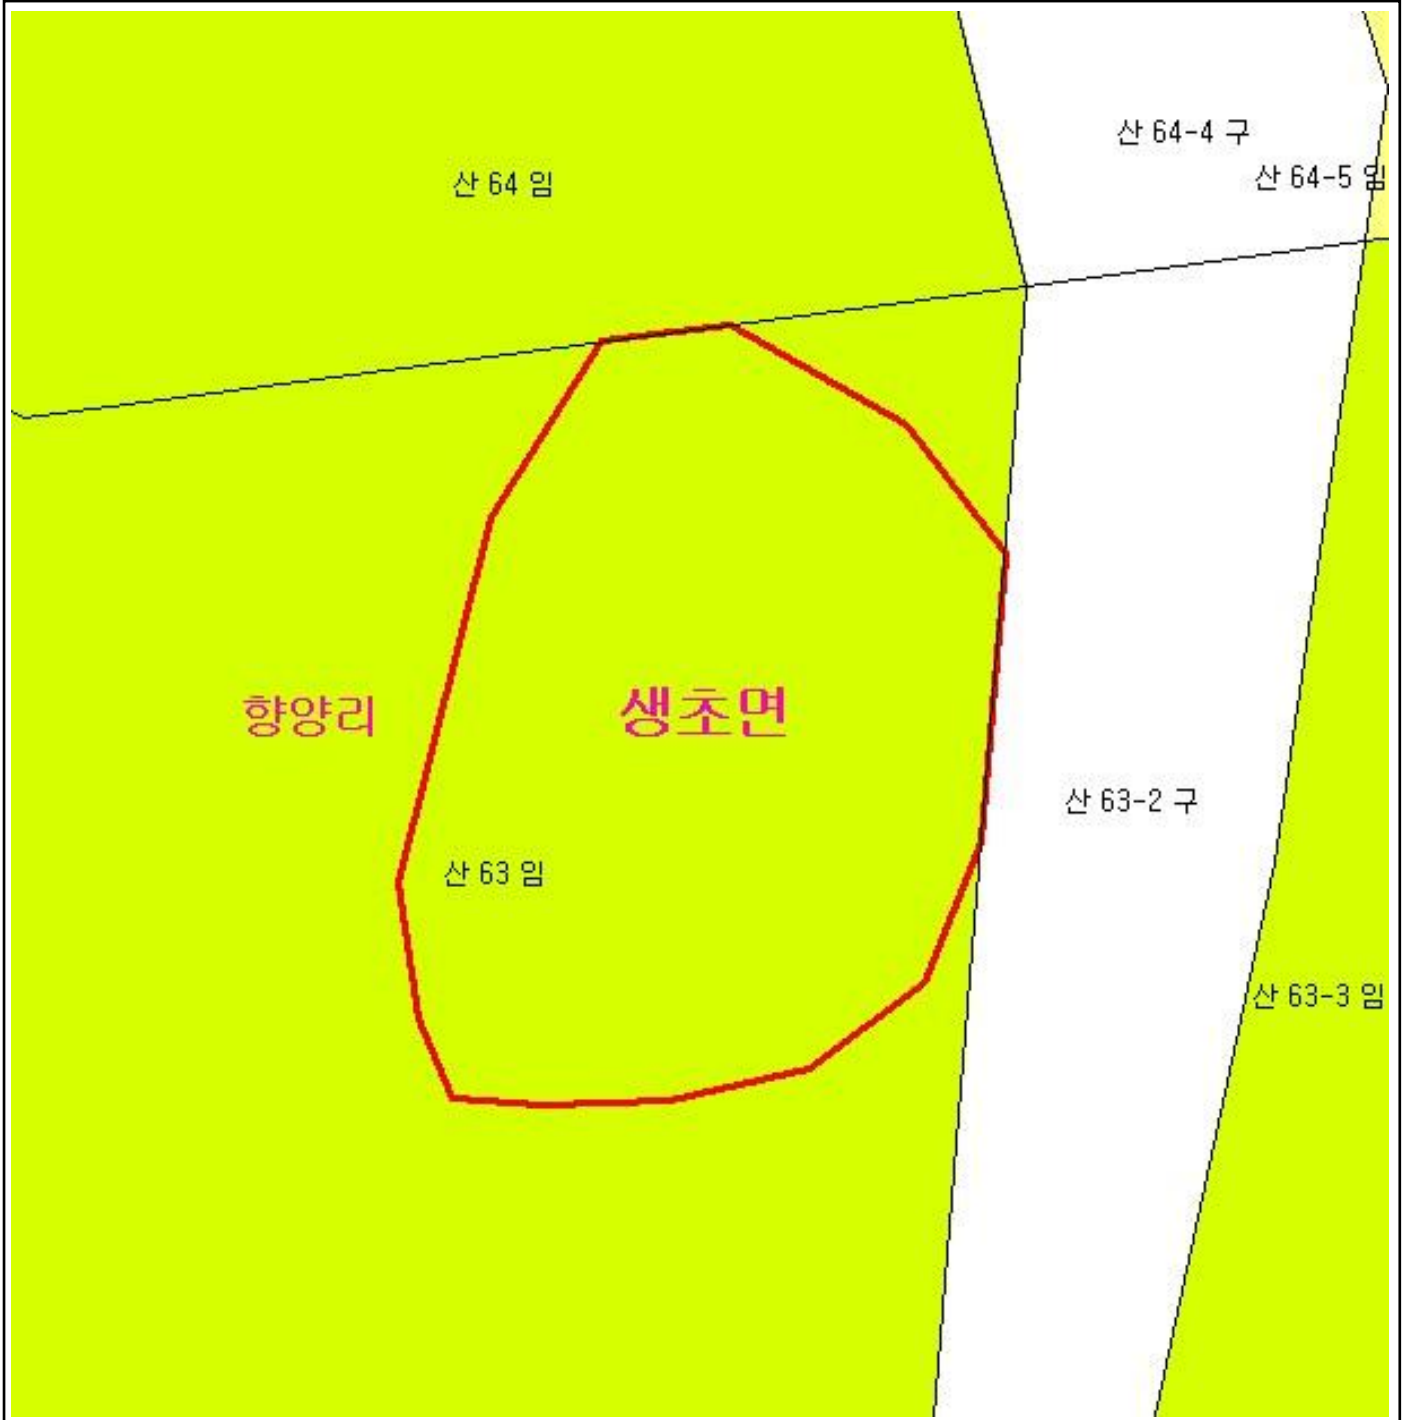 산 64-4 구
산 64-5 임
산 64 임
향양리
생초면
산 63-2 구
산 63 임
산 63-3 임